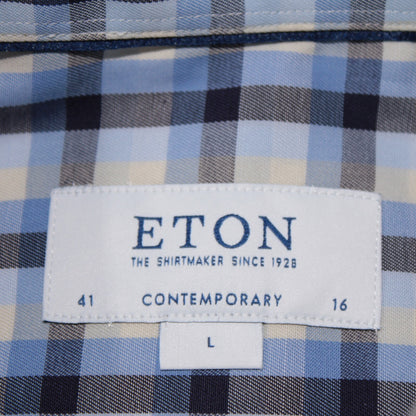 ETON
THE SHIRTMAKER SINCE 1928
41 CONTEMPORARY 16
L